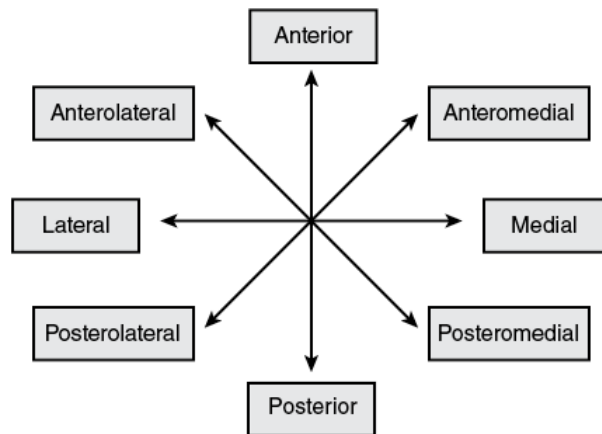 Anterior
Anterolateral
Anteromedial
Lateral
Medial
Posterolateral
Posteromedial
Posterior